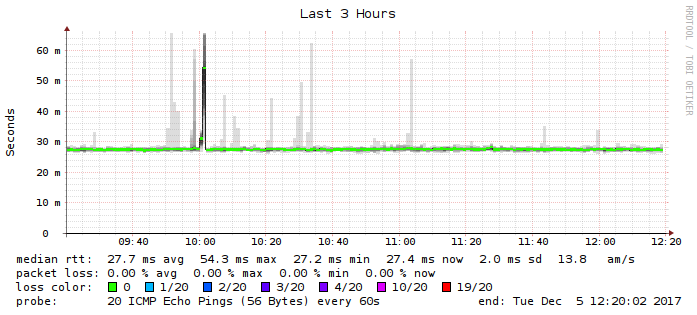 Last 3 Hours
RRDTOOL / TOBI OETIKER
Seconds
60 m
50 m
40 m
30 m
20 m
10 m
0
09:40 10:00 10:20 10:40 11:00 11:20 11:40 12:00 12:20
median rtt: 27.7 ms avg 54.3 ms max 27.2 ms min 27.4 ms now 2.0 ms sd 13.8 am/s
packet loss: 0.00 % avg 0.00 % max 0.00 % min 0.00 % now
loss color: 0 1/20 2/20 3/20 4/20 10/20 19/20
probe: 20 ICMP Echo Pings (56 Bytes) every 60s end: Tue Dec 5 12:20:02 2017